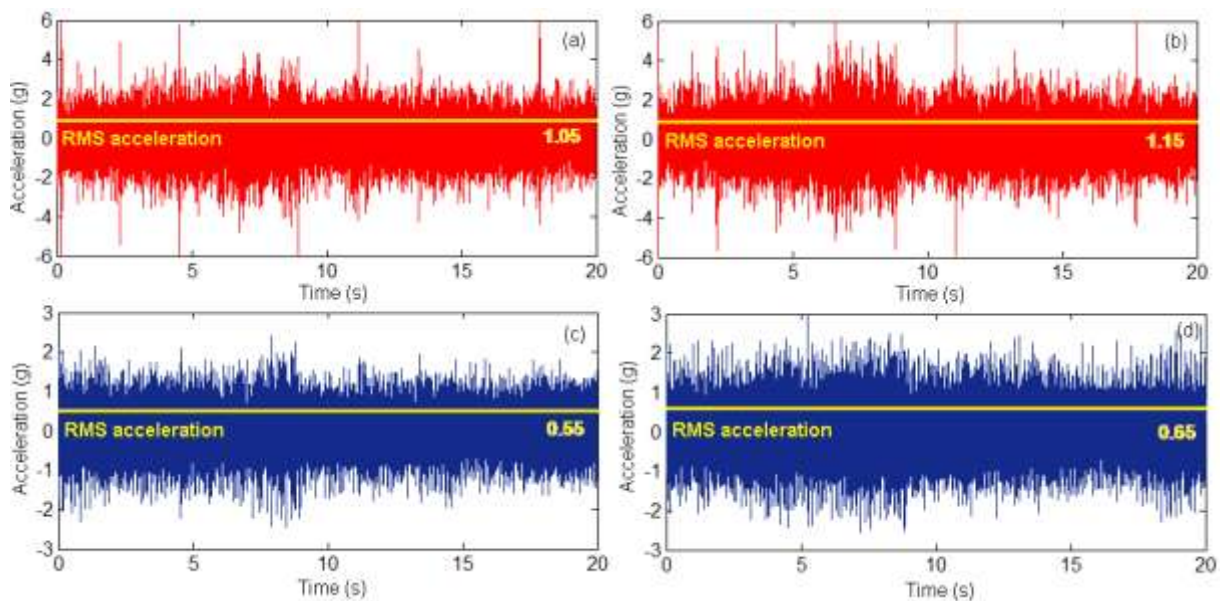 Acceleration (g)
6
4
2
0
-2
-4
-6
(a)
RMS acceleration 1.05
0 5 10 15 20
Time (s)
Acceleration (g)
6
4
2
0
-2
-4
-6
(b)
RMS acceleration 1.15
0 5 10 15 20
Time (s)
Acceleration (g)
3
2
1
0
-1
-2
-3
(c)
RMS acceleration 0.55
0 5 10 15 20
Time (s)
Acceleration (g)
3
2
1
0
-1
-2
-3
(d)
RMS acceleration 0.65
0 5 10 15 20
Time (s)